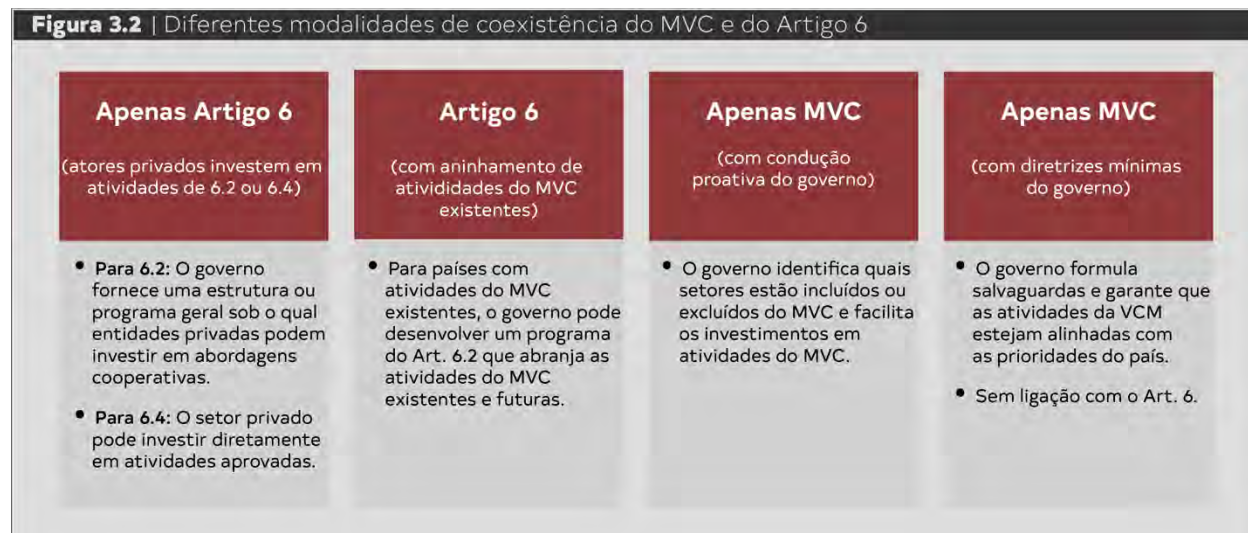 Figura 3.2 | Diferentes modalidades de coexistência do MVC e do Artigo 6
Apenas Artigo 6
(atores privados investem em
atividades de 6.2 ou 6.4)
• Para 6.2: O governo
fornece uma estrutura ou
programa geral sob o qual
entidades privadas podem
investir em abordagens
cooperativas.
• Para 6.4: O setor privado
pode investir diretamente
em atividades aprovadas.
Artigo 6
(com aninhamento de
ativididades do MVC
existentes)
• Para países com
atividades do MVC
existentes, o governo pode
desenvolver um programa
do Art. 6.2 que abranja as
atividades do MVC
existentes e futuras.
Apenas MVC
(com condução
proativa do governo)
• O governo identifica quais
setores estão incluídos ou
excluídos do MVC e facilita
os investimentos em
atividades do MVC.
Apenas MVC
(com diretrizes mínimas
do governo)
• O governo formula
salvaguardas e garante que
as atividades da VCM
estejam alinhadas com
as prioridades do país.
• Sem ligação com o Art. 6.